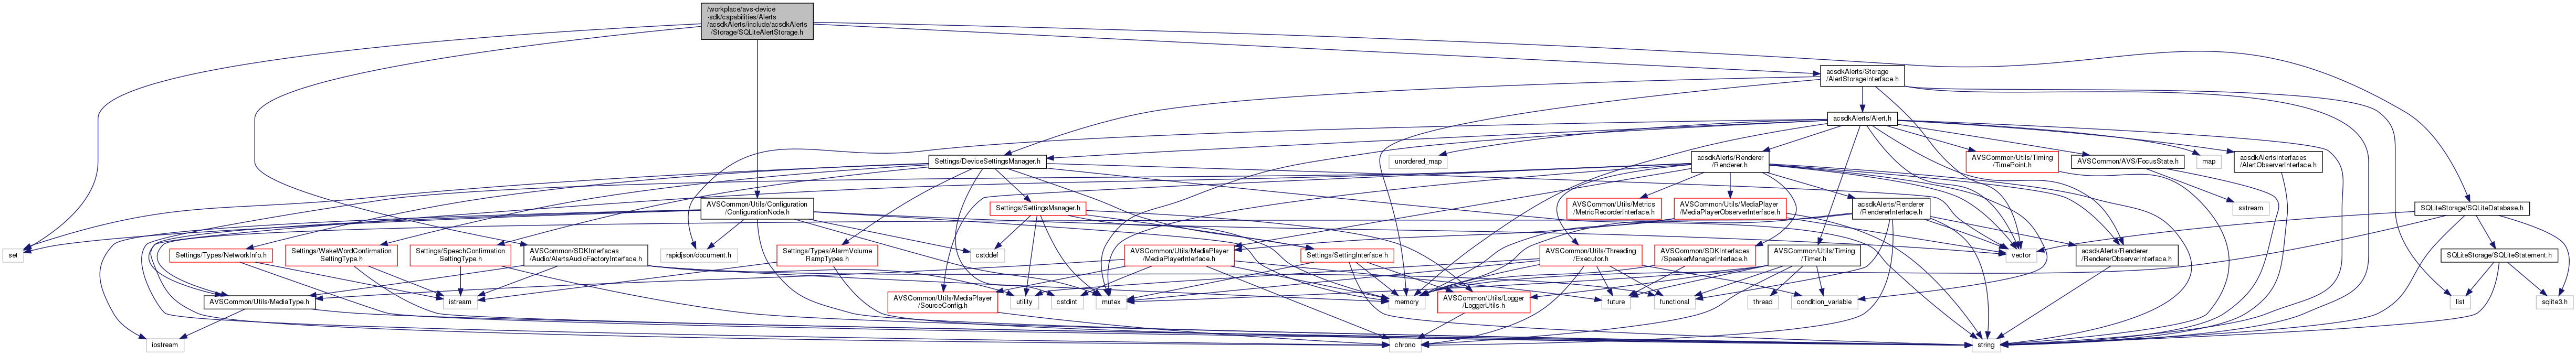 /workplace/avs-device
-sdk/capabilities/Alerts
/acsdkAlerts/include/acsdkAlerts
/Storage/SQLiteAlertStorage.h
acsdkAlerts/Storage
/AlertStorageInterface.h
acsdkAlerts/Alert.h
Settings/DeviceSettingsManager.h
unordered_map
acsdkAlerts/Renderer
/Renderer.h
AVSCommon/Utils/Timing
/TimePoint.h
AVSCommon/AVS/FocusState.h
map
acsdkAlertsInterfaces
/AlertObserverInterface.h
AVSCommon/Utils/Configuration
/ConfigurationNode.h
Settings/SettingsManager.h
AVSCommon/Utils/Metrics
/MetricRecorderInterface.h
AVSCommon/Utils/MediaPlayer
/MediaPlayerObserverInterface.h
acsdkAlerts/Renderer
/RendererInterface.h
sstream
SQLiteStorage/SQLiteDatabase.h
set
Settings/Types/NetworkInfo.h
Settings/WakeWordConfirmation
SettingType.h
Settings/SpeechConfirmation
SettingType.h
AVSCommon/SDKInterfaces
/Audio/AlertsAudioFactoryInterface.h
rapidjson/document.h
Settings/Types/AlarmVolume
RampTypes.h
cstddef
AVSCommon/Utils/MediaPlayer
/MediaPlayerInterface.h
Settings/SettingInterface.h
AVSCommon/Utils/Threading
/Executor.h
AVSCommon/SDKInterfaces
/SpeakerManagerInterface.h
AVSCommon/Utils/Timing
/Timer.h
vector
acsdkAlerts/Renderer
/RendererObserverInterface.h
SQLiteStorage/SQLiteStatement.h
AVSCommon/Utils/MediaType.h
istream
AVSCommon/Utils/MediaPlayer
/SourceConfig.h
utility
cstdint
mutex
memory
AVSCommon/Utils/Logger
/LoggerUtils.h
future
functional
thread
condition_variable
list
sqlite3.h
iostream
chrono
string